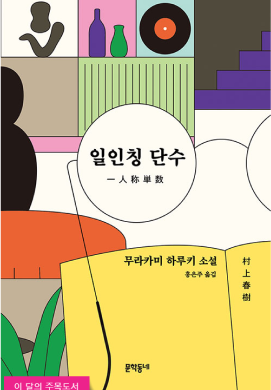 일인칭 단수
一人称単数
무라카미 하루키 소설
홍은주 옮김
村上春樹
문학동네
이 달의 주목도서